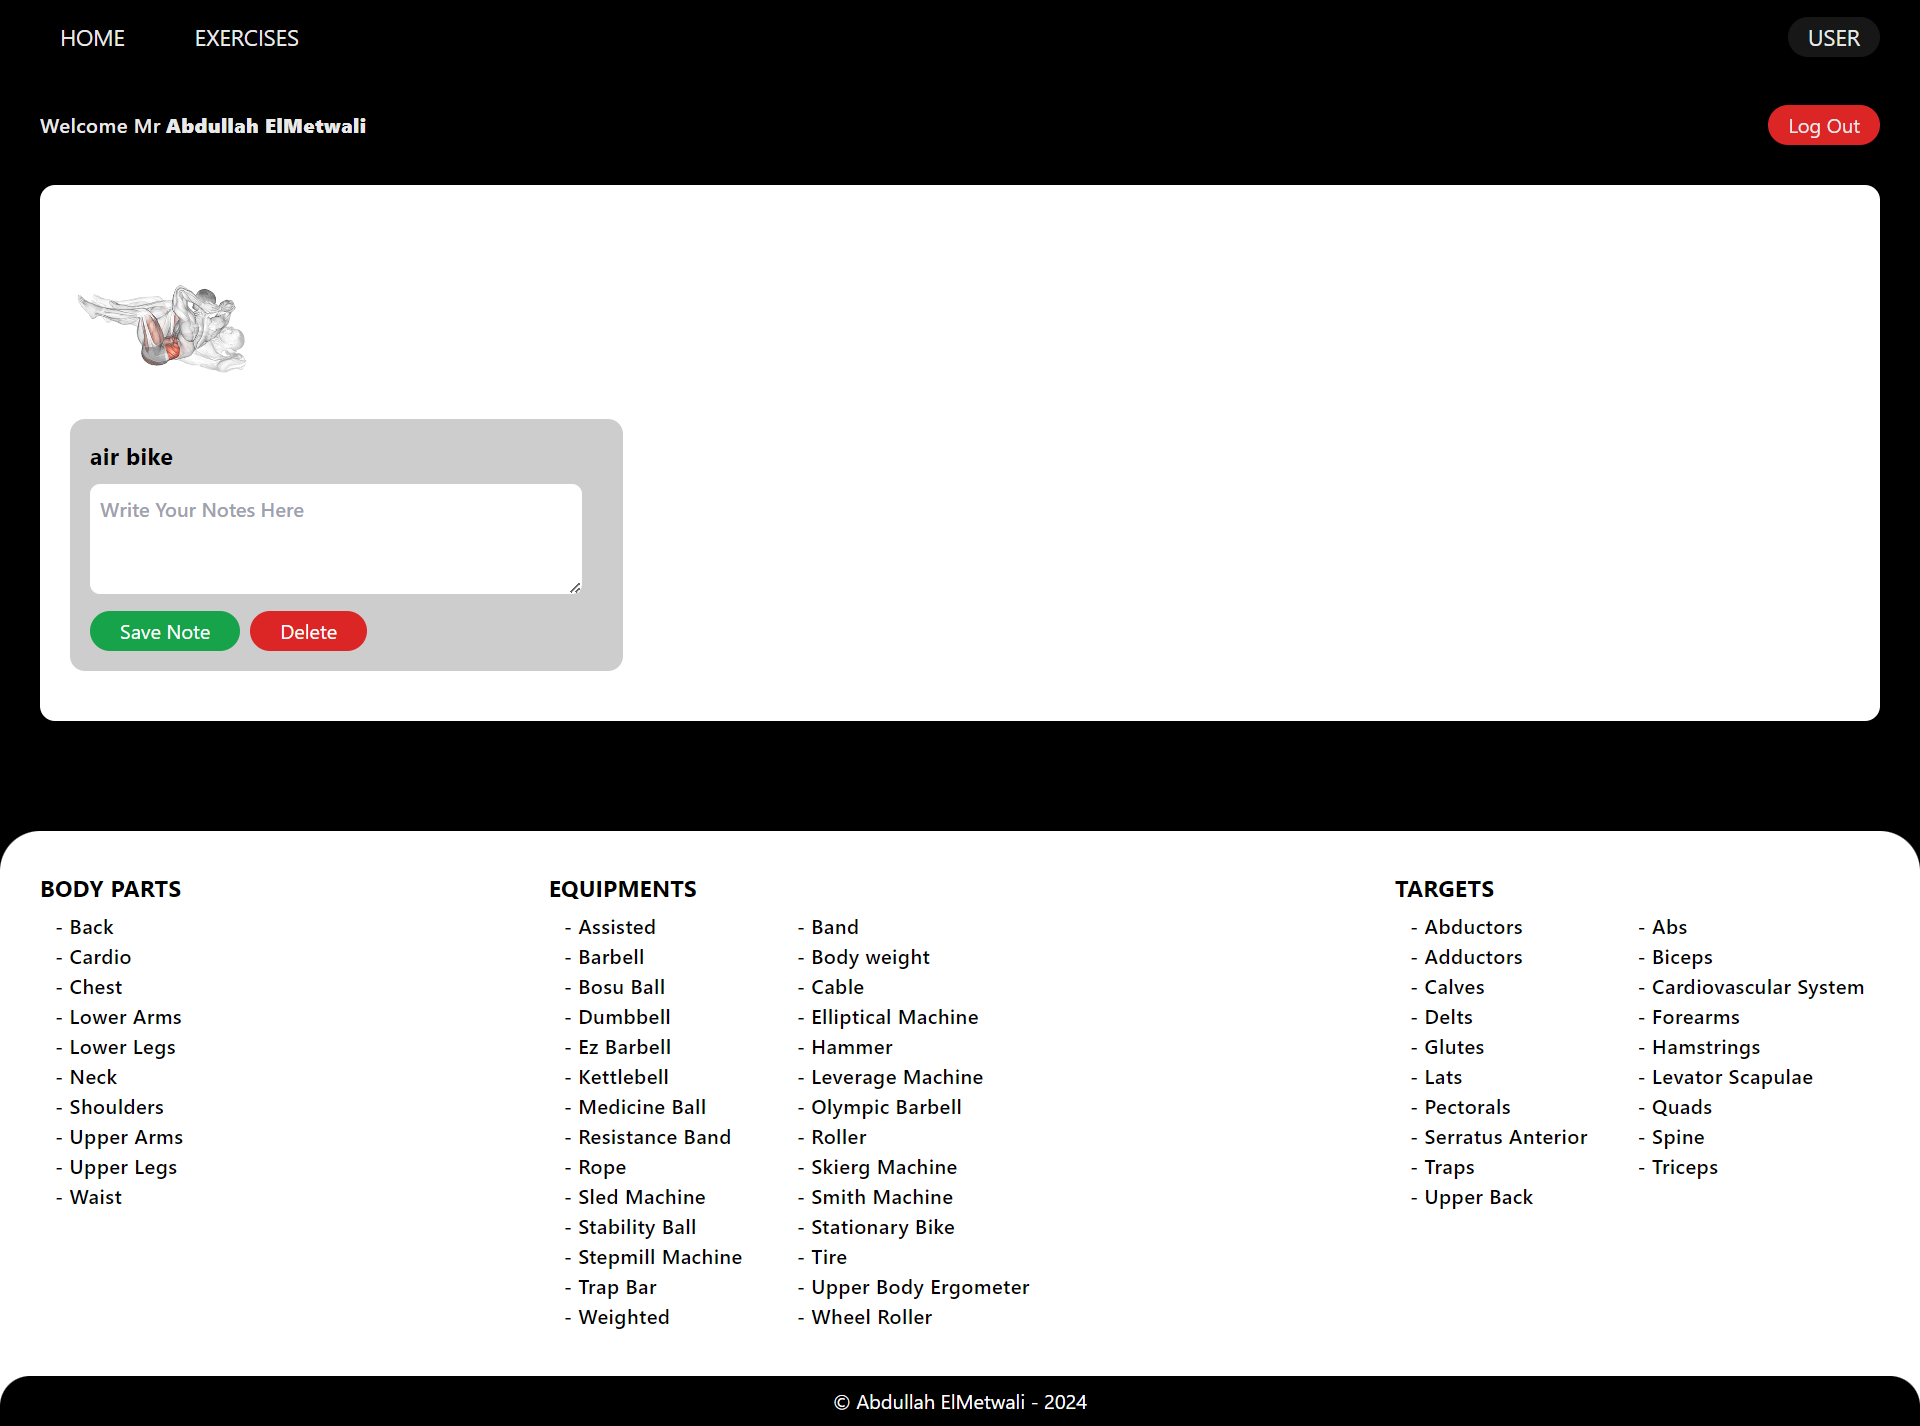 HOME
EXERCISES
USER
Welcome Mr Abdullah ElMetwali
Log Out
air bike
Write Your Notes Here
Save Note
Delete
BODY PARTS
- Back
- Cardio
- Chest
- Lower Arms
- Lower Legs
- Neck
- Shoulders
- Upper Arms
- Upper Legs
- Waist
EQUIPMENTS
- Assisted
- Barbell
- Bosu Ball
- Dumbbell
- Ez Barbell
- Kettlebell
- Medicine Ball
- Resistance Band
- Rope
- Sled Machine
- Stability Ball
- Stepmill Machine
- Trap Bar
- Weighted
- Band
- Body weight
- Cable
- Elliptical Machine
- Hammer
- Leverage Machine
- Olympic Barbell
- Roller
- Skierg Machine
- Smith Machine
- Stationary Bike
- Tire
- Upper Body Ergometer
- Wheel Roller
TARGETS
- Abductors
- Adductors
- Calves
- Delts
- Glutes
- Lats
- Pectorals
- Serratus Anterior
- Traps
- Upper Back
- Abs
- Biceps
- Cardiovascular System
- Forearms
- Hamstrings
- Levator Scapulae
- Quads
- Spine
- Triceps
© Abdullah ElMetwali - 2024